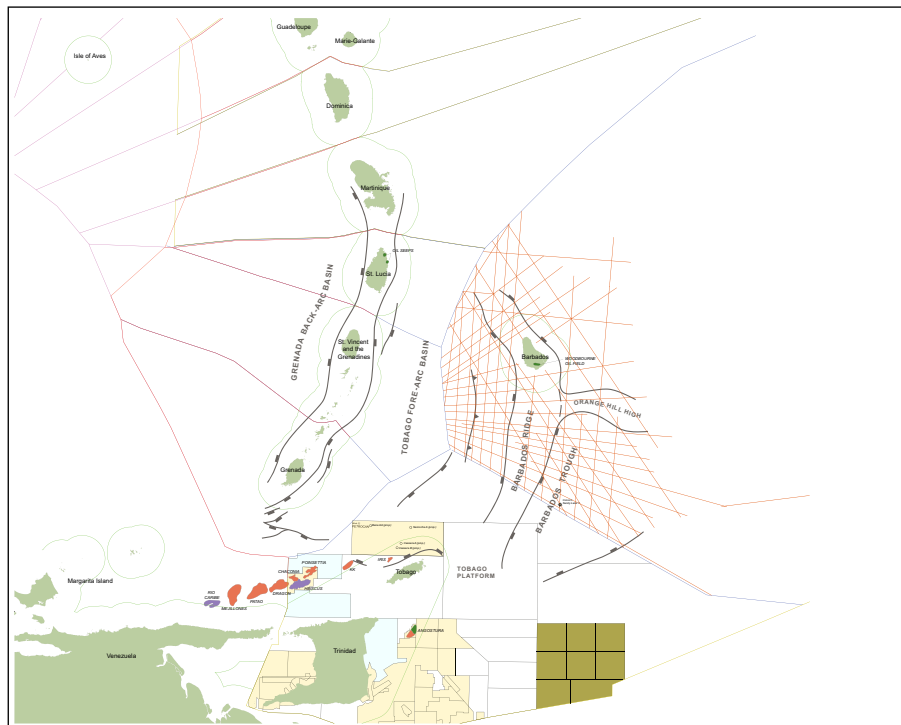 Guadeloupe
Marie-Galante
Isle of Aves
Dominica
Martinique
OIL SEEPS
St. Lucia
GRENADA BACK-ARC BASIN
St. Vincent
and the
Grenadines
TOBAGO FORE-ARC BASIN
Barbados
WOODBOURNE
OIL FIELD
ORANGE HILL HIGH
BARBADOS RIDGE
BARBADOS TROUGH
Grenada
POINSETTIA
CHACONIA
KK
IRIS
Tobago
TOBAGO
PLATFORM
Margarita Island
RIO
CARIBE
MEJILLONES
PATAO
DRAGON
HIBISCUS
ANGOSTURA
Venezuela
Trinidad